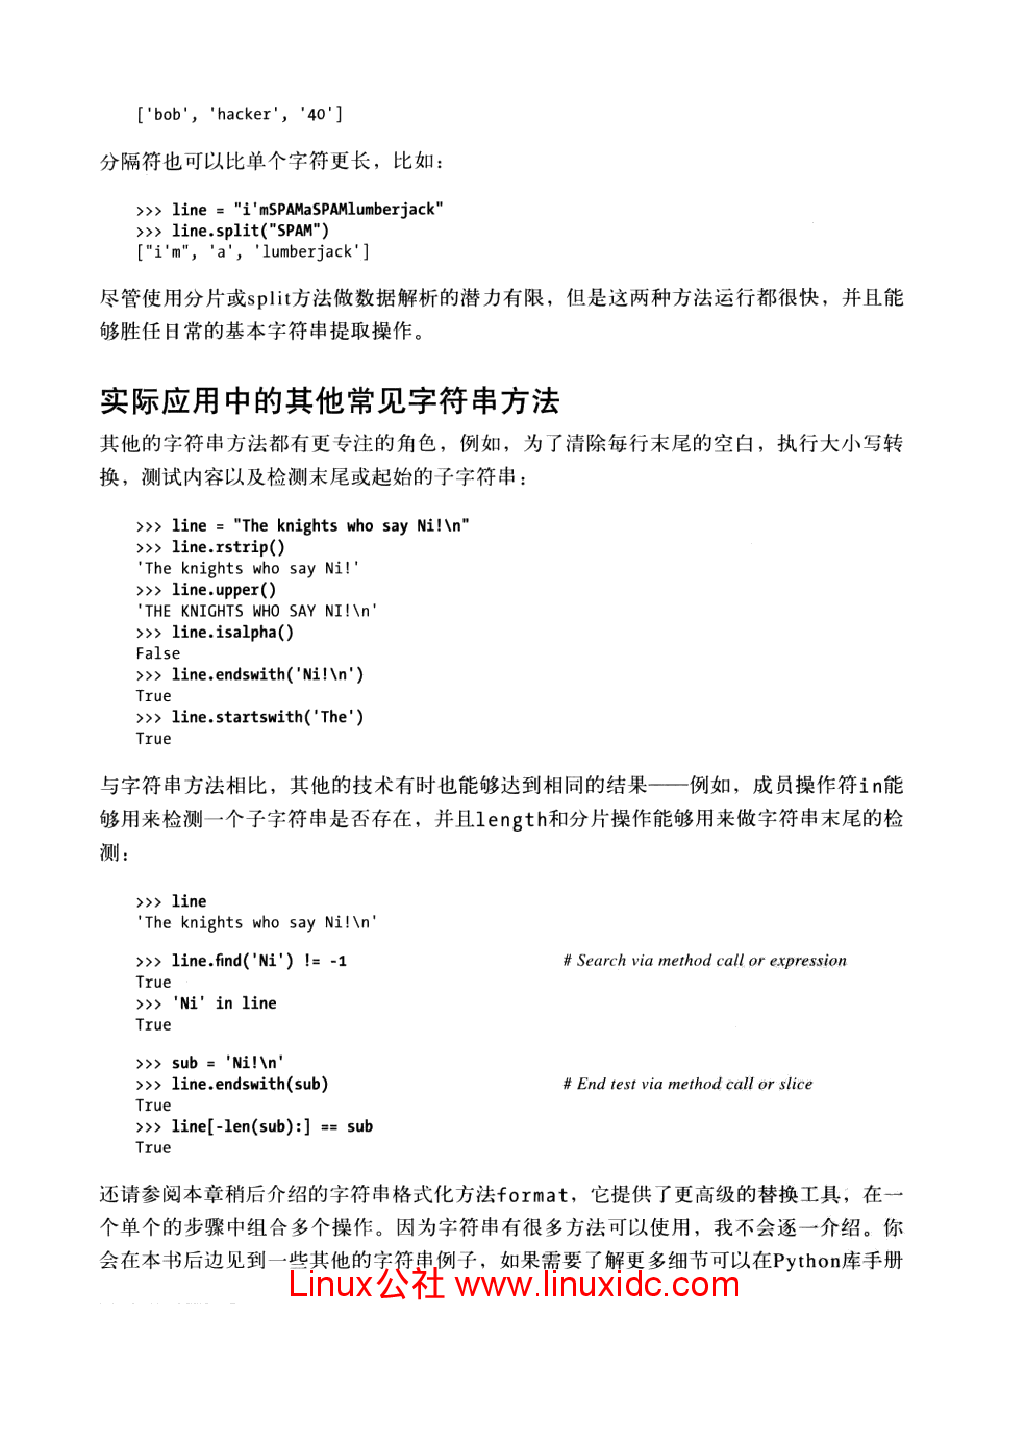 ['bob', 'hacker', '40']
分隔符也可以比单个字符更长，比如：
>>> line = "i'mSPAMaSPAMlumberjack"
>>> line.split("SPAM")
["i'm", 'a', 'lumberjack']
尽管使用分片或split方法做数据解析的潜力有限，但是这两种方法运行都很快，并且能
够胜任日常的基本字符串提取操作。
实际应用中的其他常见字符串方法
其他的字符串方法都有更专注的角色，例如，为了清除每行末尾的空白，执行大小写转
换，测试内容以及检测末尾或起始的子字符串：
>>> line = "The knights who say Ni!\n"
>>> line.rstrip()
'The knights who say Ni!'
>>> line.upper()
'THE KNIGHTS WHO SAY NI!\n'
>>> line.isalpha()
False
>>> line.endswith('Ni!\n')
True
>>> line.startswith('The')
True
与字符串方法相比，其他的技术有时也能够达到相同的结果——例如，成员操作符in能
够用来检测一个子字符串是否存在，并且length和分片操作能够用来做字符串末尾的检
测：
>>> line
'The knights who say Ni!\n'
>>> line.find('Ni') != -1 # Search via method call or expression
True
>>> 'Ni' in line
True
>>> sub = 'Ni!\n'
>>> line.endswith(sub) # End test via method call or slice
True
>>> line[-len(sub):] == sub
True
还请参阅本章稍后介绍的字符串格式化方法format，它提供了更高级的替换工具，在一
个单个的步骤中组合多个操作。因为字符串有很多方法可以使用，我不会逐一介绍。你
会在本书后边见到一些其他的字符串例子，如果需要了解更多细节可以在Python库手册
Linux公社 www.linuxidc.com